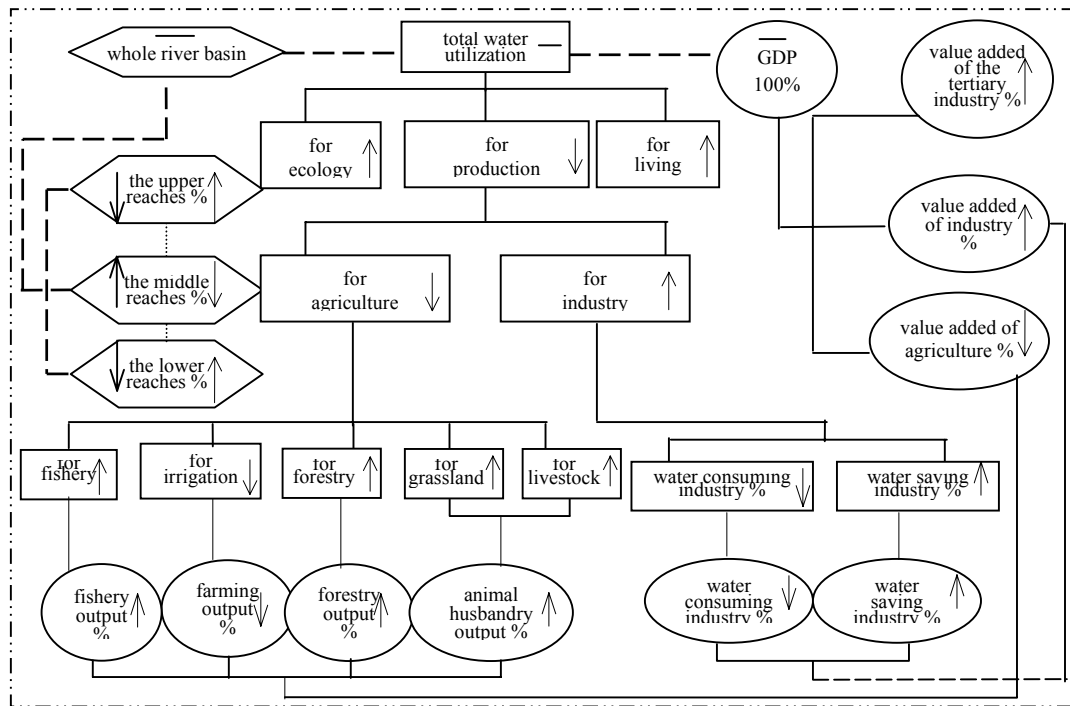 whole river basin
total water
utilization
GDP
100%
value added
of the
tertiary
industry %
for
ecology
for
production
for
living
the upper
reaches %
value added
of industry
%
the middle
reaches %
for
agriculture
for
industry
value added of
agriculture %
the lower
reaches %
for
fishery
for
irrigation
for
forestry
for
grassland
for
livestock
water consuming
industry %
water saving
industry %
fishery
output
%
farming
output
%
forestry
output
%
animal
husbandry
output %
water
consuming
industry %
water
saving
industry %